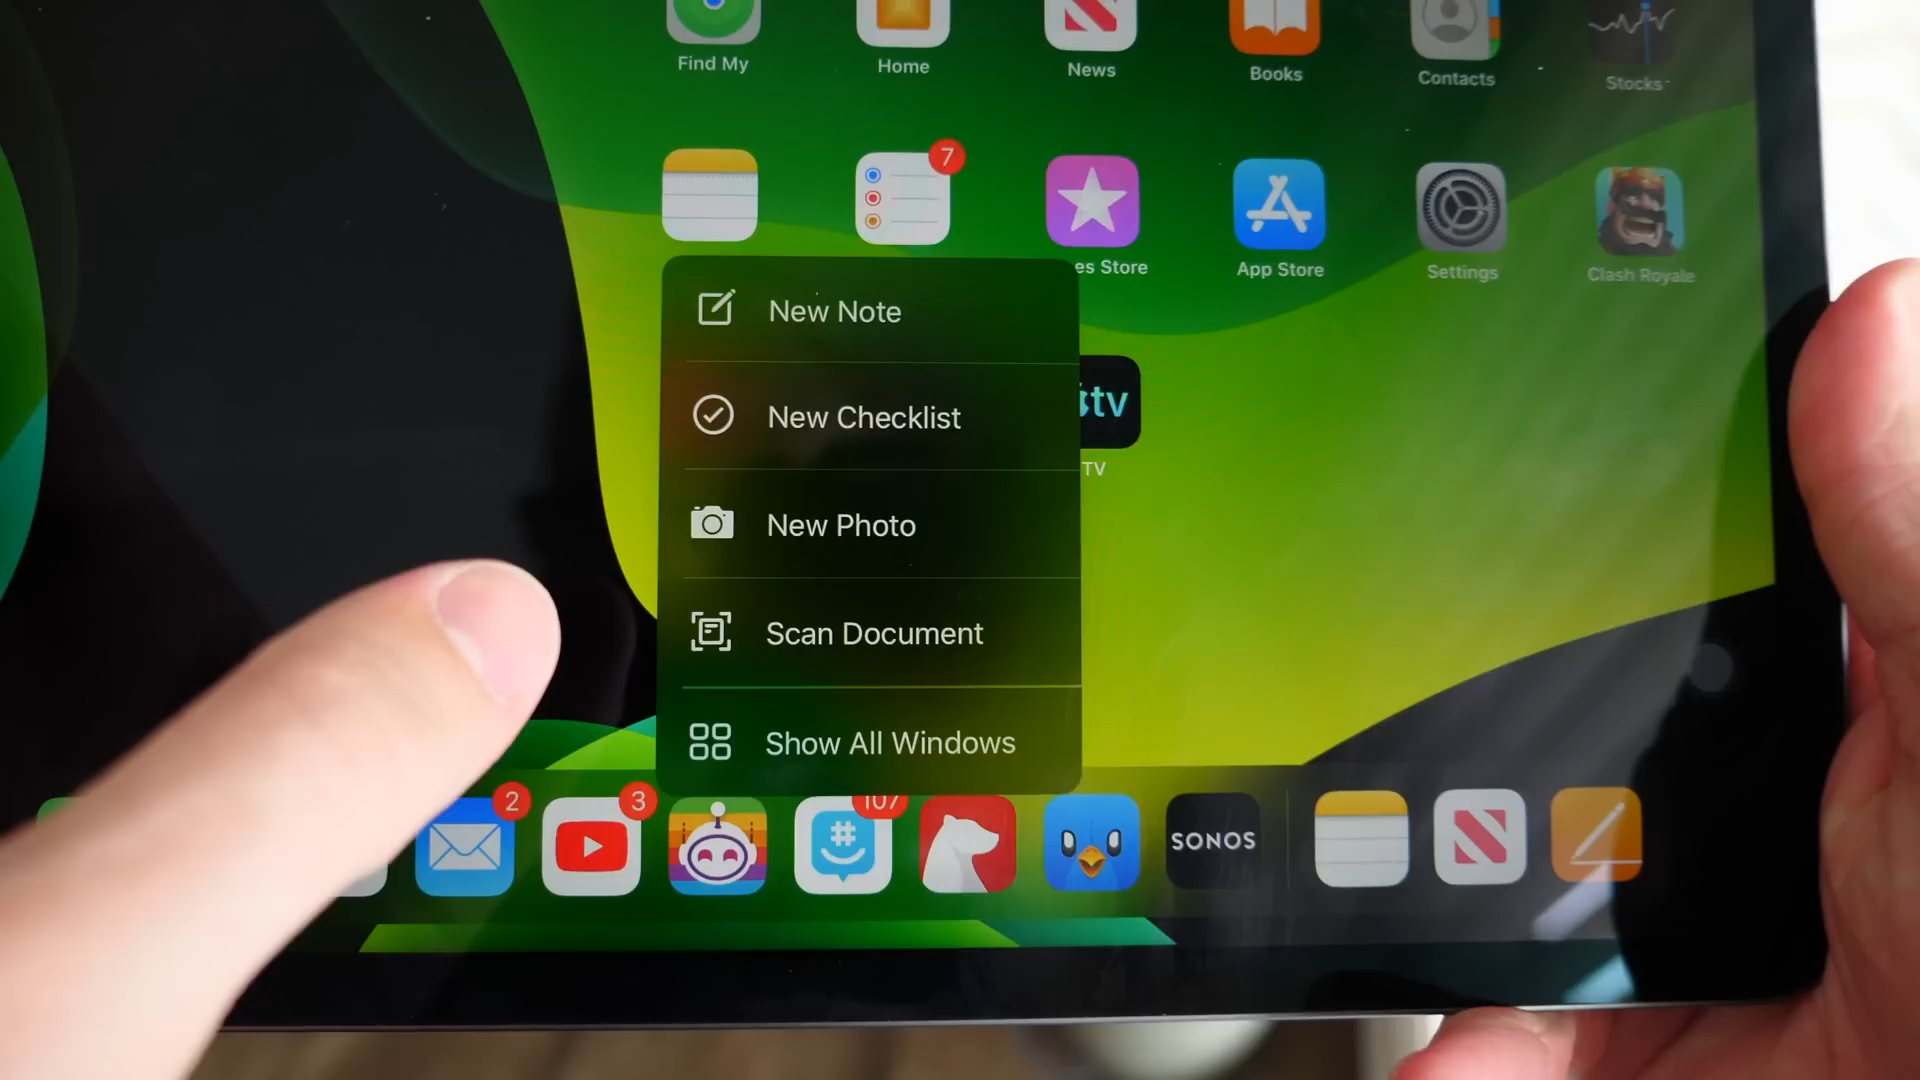 Find My
Home
News
Books
Contacts
Stocks
7
es Store
App Store
Settings
Clash Royale
New Note
New Checklist
New Photo
Scan Document
Show All Windows
tv
TV
2
3
107
#
SONOS